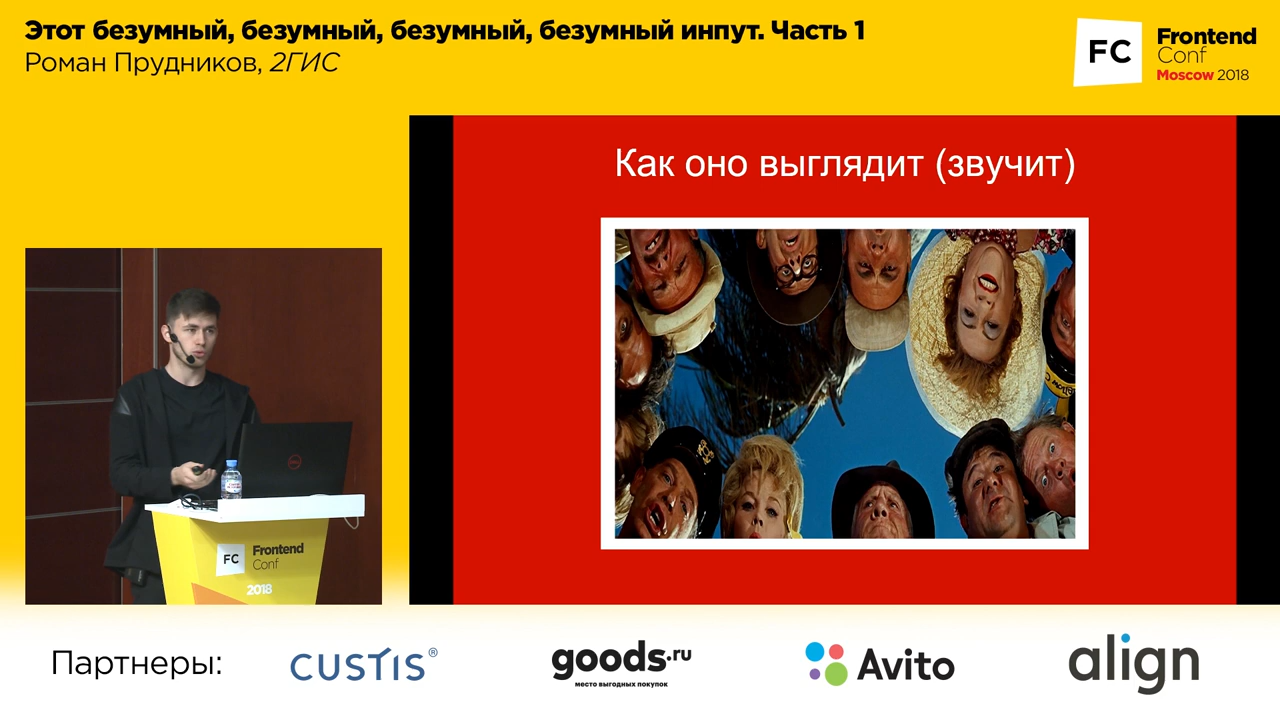 Этот безумный, безумный, безумный, безумный инпут. Часть 1
Роман Прудников, 2ГИС
FC
Frontend
Conf
Moscow 2018
Как оно выглядит (звучит)
FC
Frontend
Conf
2018
DELL
Партнеры:
CUSTIS®
goods.ru
место выгодных покупок
Avito
align